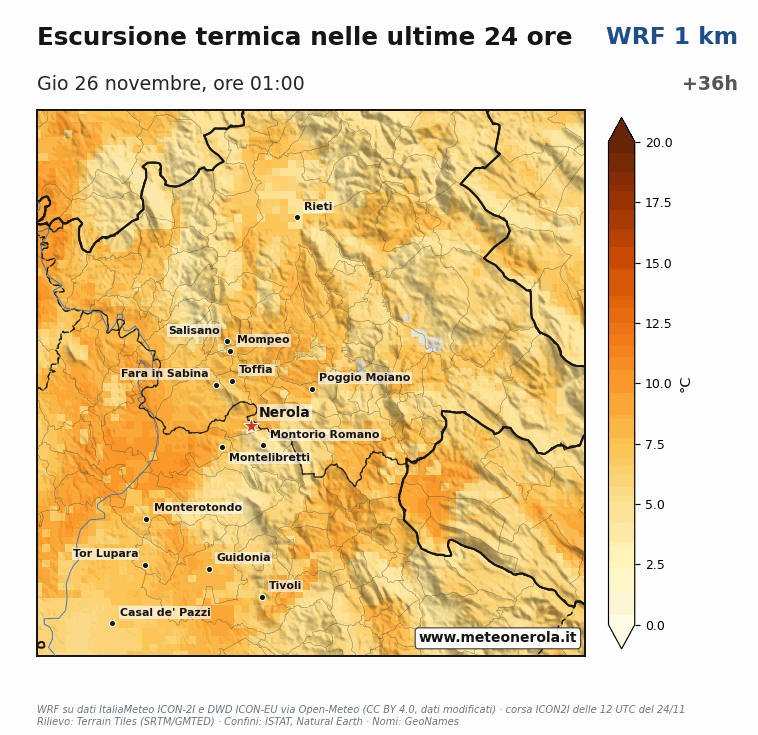 Escursione termica nelle ultime 24 ore
WRF 1 km
Gio 26 novembre, ore 01:00
+36h
Rieti
Salisano
Mompeo
Toffia
Fara in Sabina
Poggio Moiano
Nerola
Montorio Romano
Montelibretti
Monterotondo
Tor Lupara
Guidonia
Tivoli
Casal de' Pazzi
www.meteonerola.it
20.0
17.5
15.0
12.5
10.0
7.5
5.0
2.5
0.0
°C
WRF su dati ItaliaMeteo ICON-2I e DWD ICON-EU via Open-Meteo (CC BY 4.0, dati modificati) · corsa ICON2I delle 12 UTC del 24/11
Rilievo: Terrain Tiles (SRTM/GMTED) · Confini: ISTAT, Natural Earth · Nomi: GeoNames